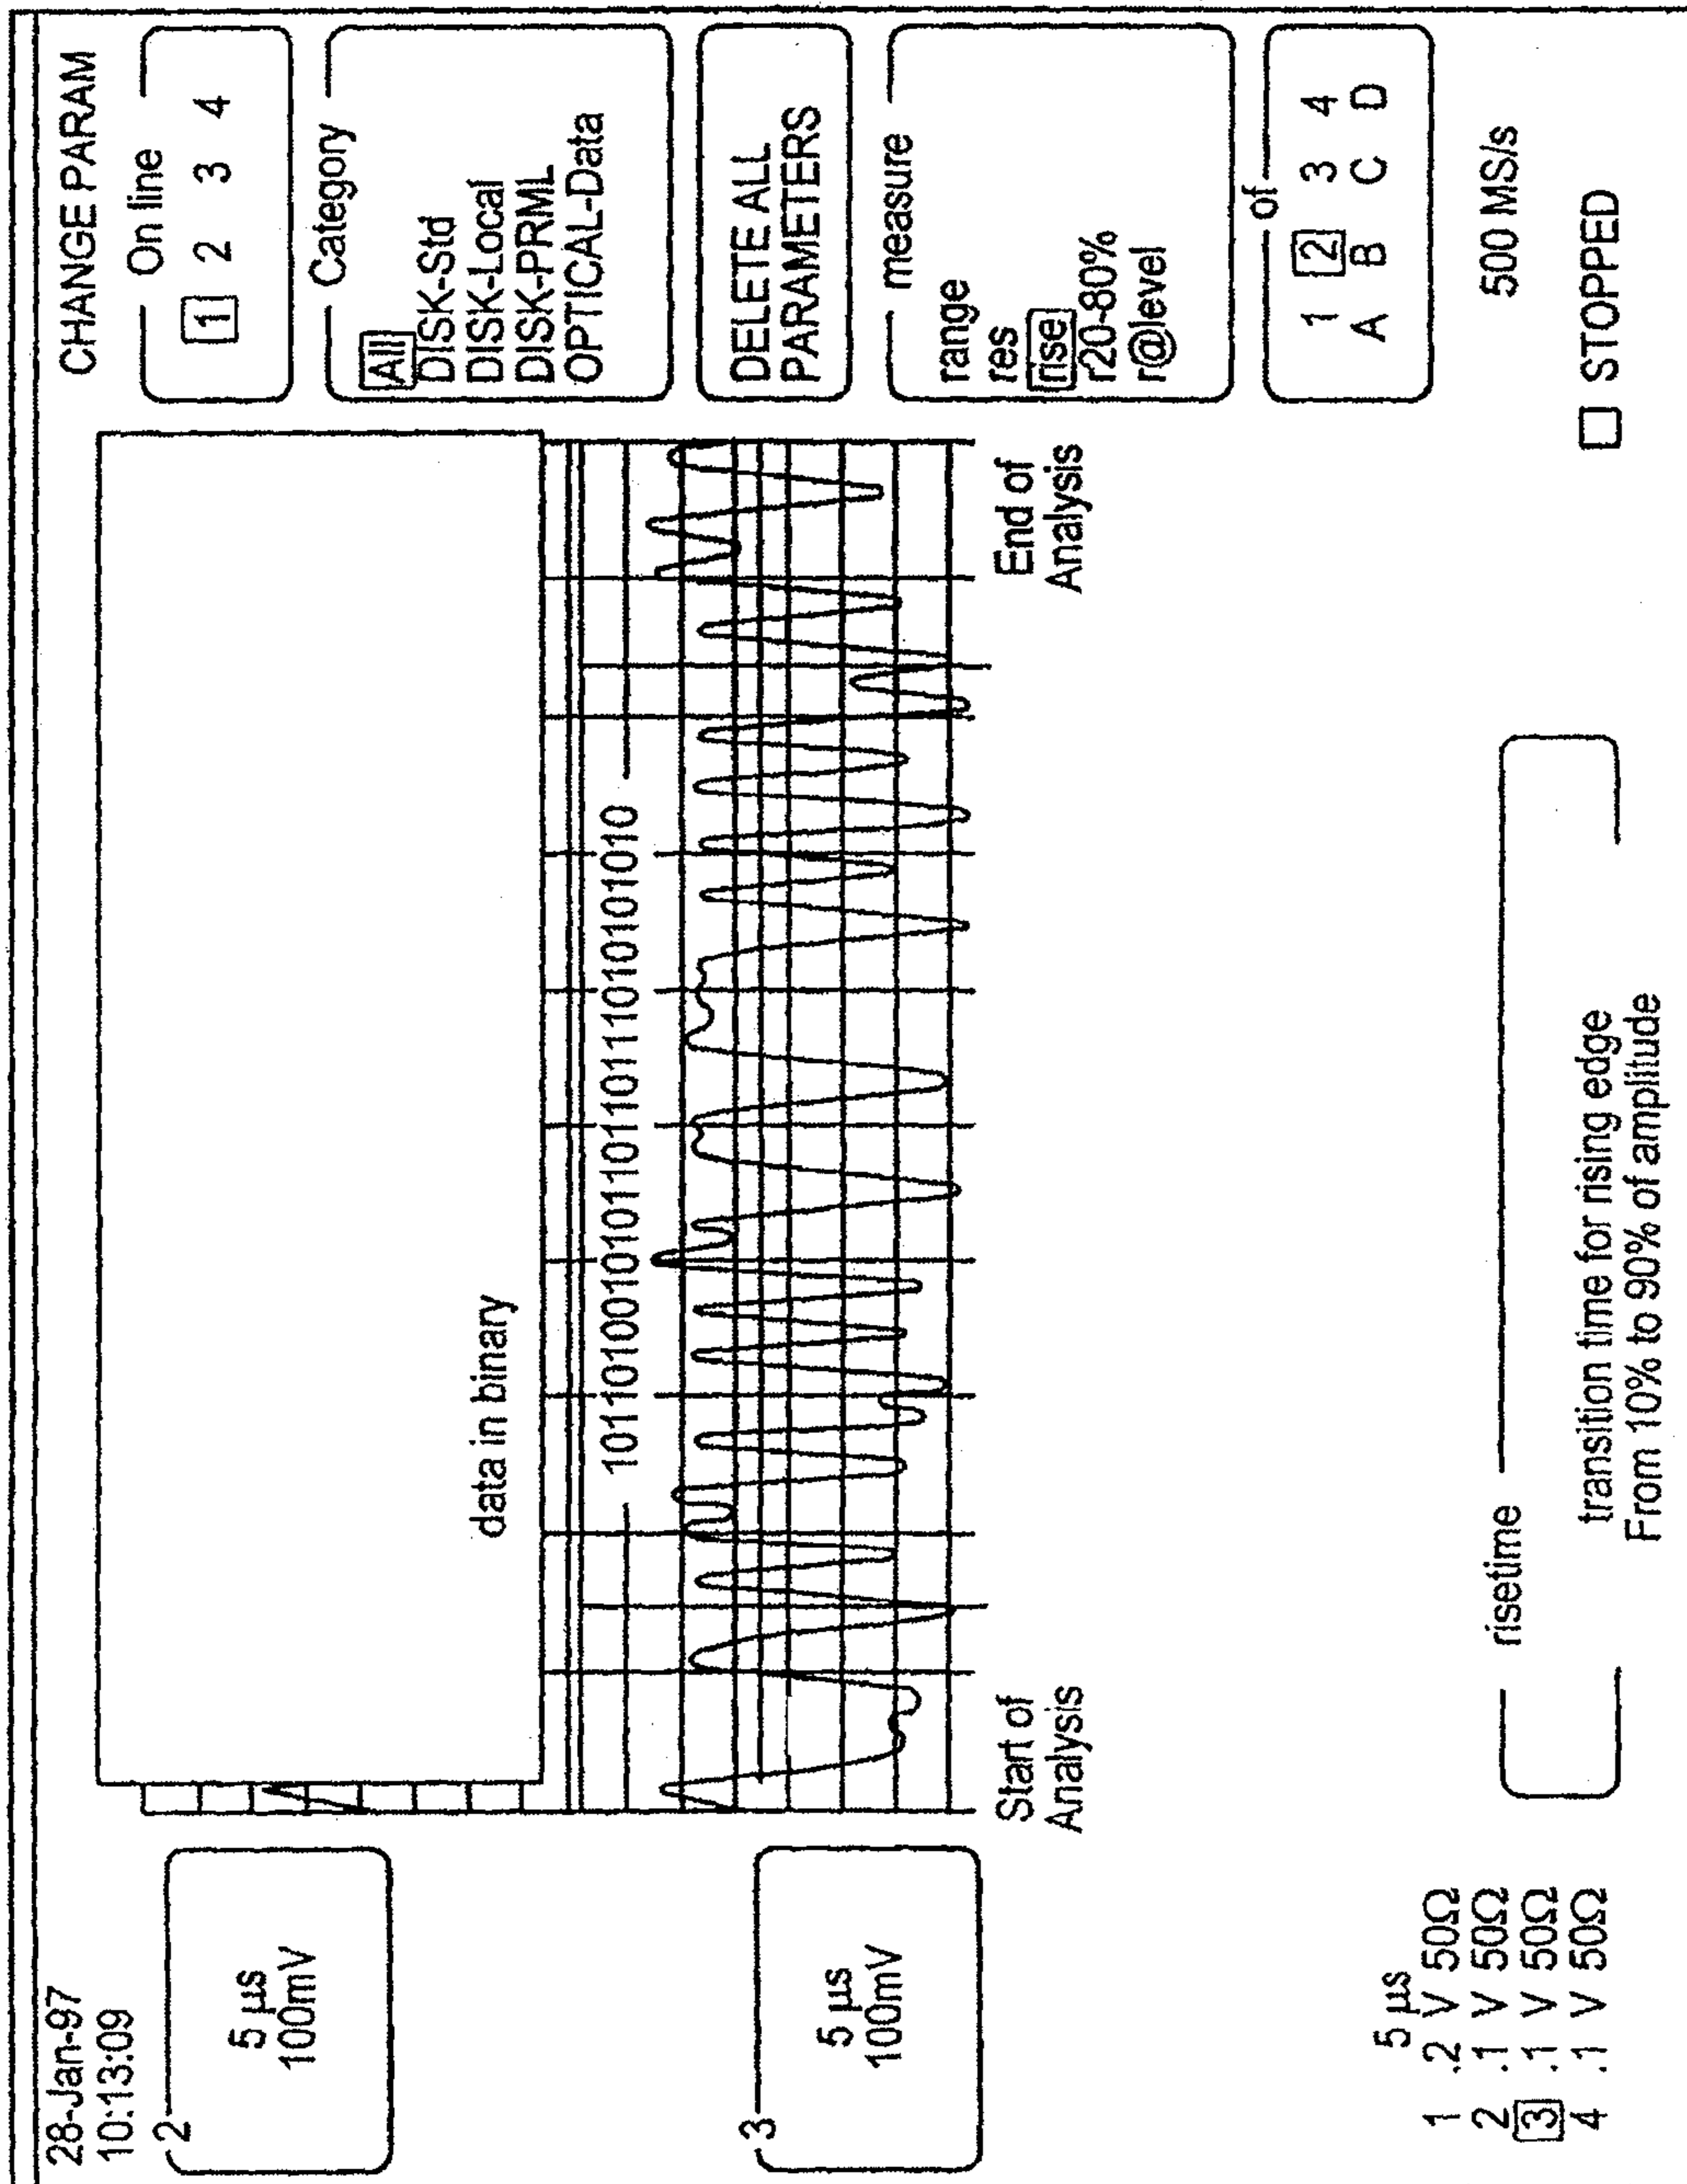 28-Jan-97
10:13:09
CHANGE PARAM
2
5 µs
100mV
On line
1 2 3 4
Category
All
DISK-Std
DISK-Local
DISK-PRML
OPTICAL-Data
data in binary
101101001010110110110111010101010
DELETE ALL
PARAMETERS
3
5 µs
100mV
measure
range
res
rise
r20-80%
r@level
Start of
Analysis
End of
Analysis
of
1 2 3 4
A B C D
5 µs
1 .2 V 50Ω
2 .1 V 50Ω
3 .1 V 50Ω
4 .1 V 50Ω
500 MS/s
risetime
transition time for rising edge
From 10% to 90% of amplitude
STOPPED